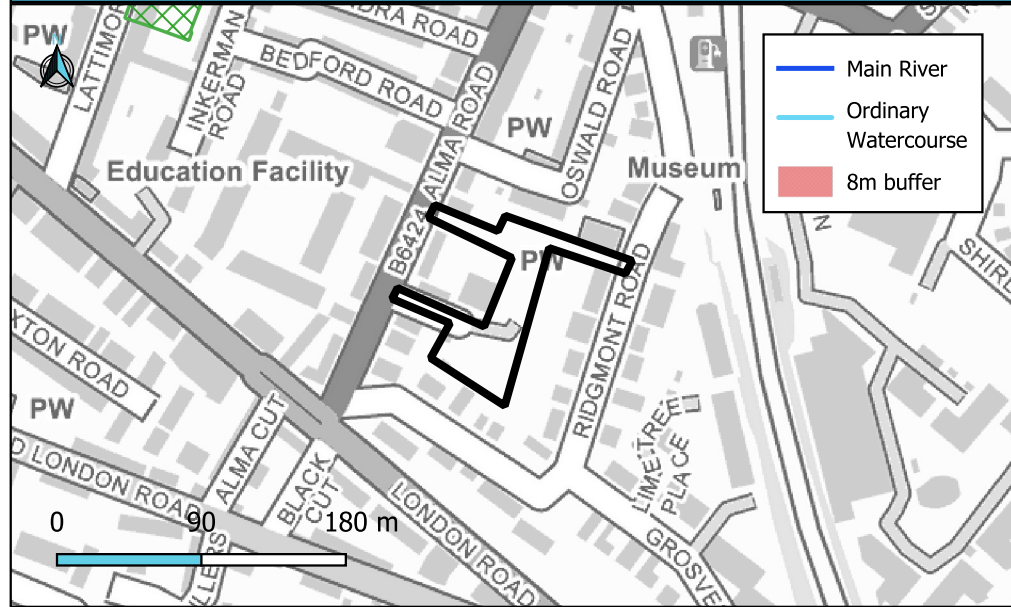 PW
LATTIMOR
INKERMAN
ROAD
DRA ROAD
BEDFORD ROAD
B6424 ALMA ROAD
PW
OSWALD ROAD
Education Facility
Museum
PW
RIDGMONT ROAD
Main River
Ordinary
Watercourse
8m buffer
N
SHIRL
XTON ROAD
PW
D LONDON ROAD
ALMA CUT
BLACK
CUT
LONDON ROAD
LIMETREE
PLACE
GROSVE
LLERS
0 90 180 m